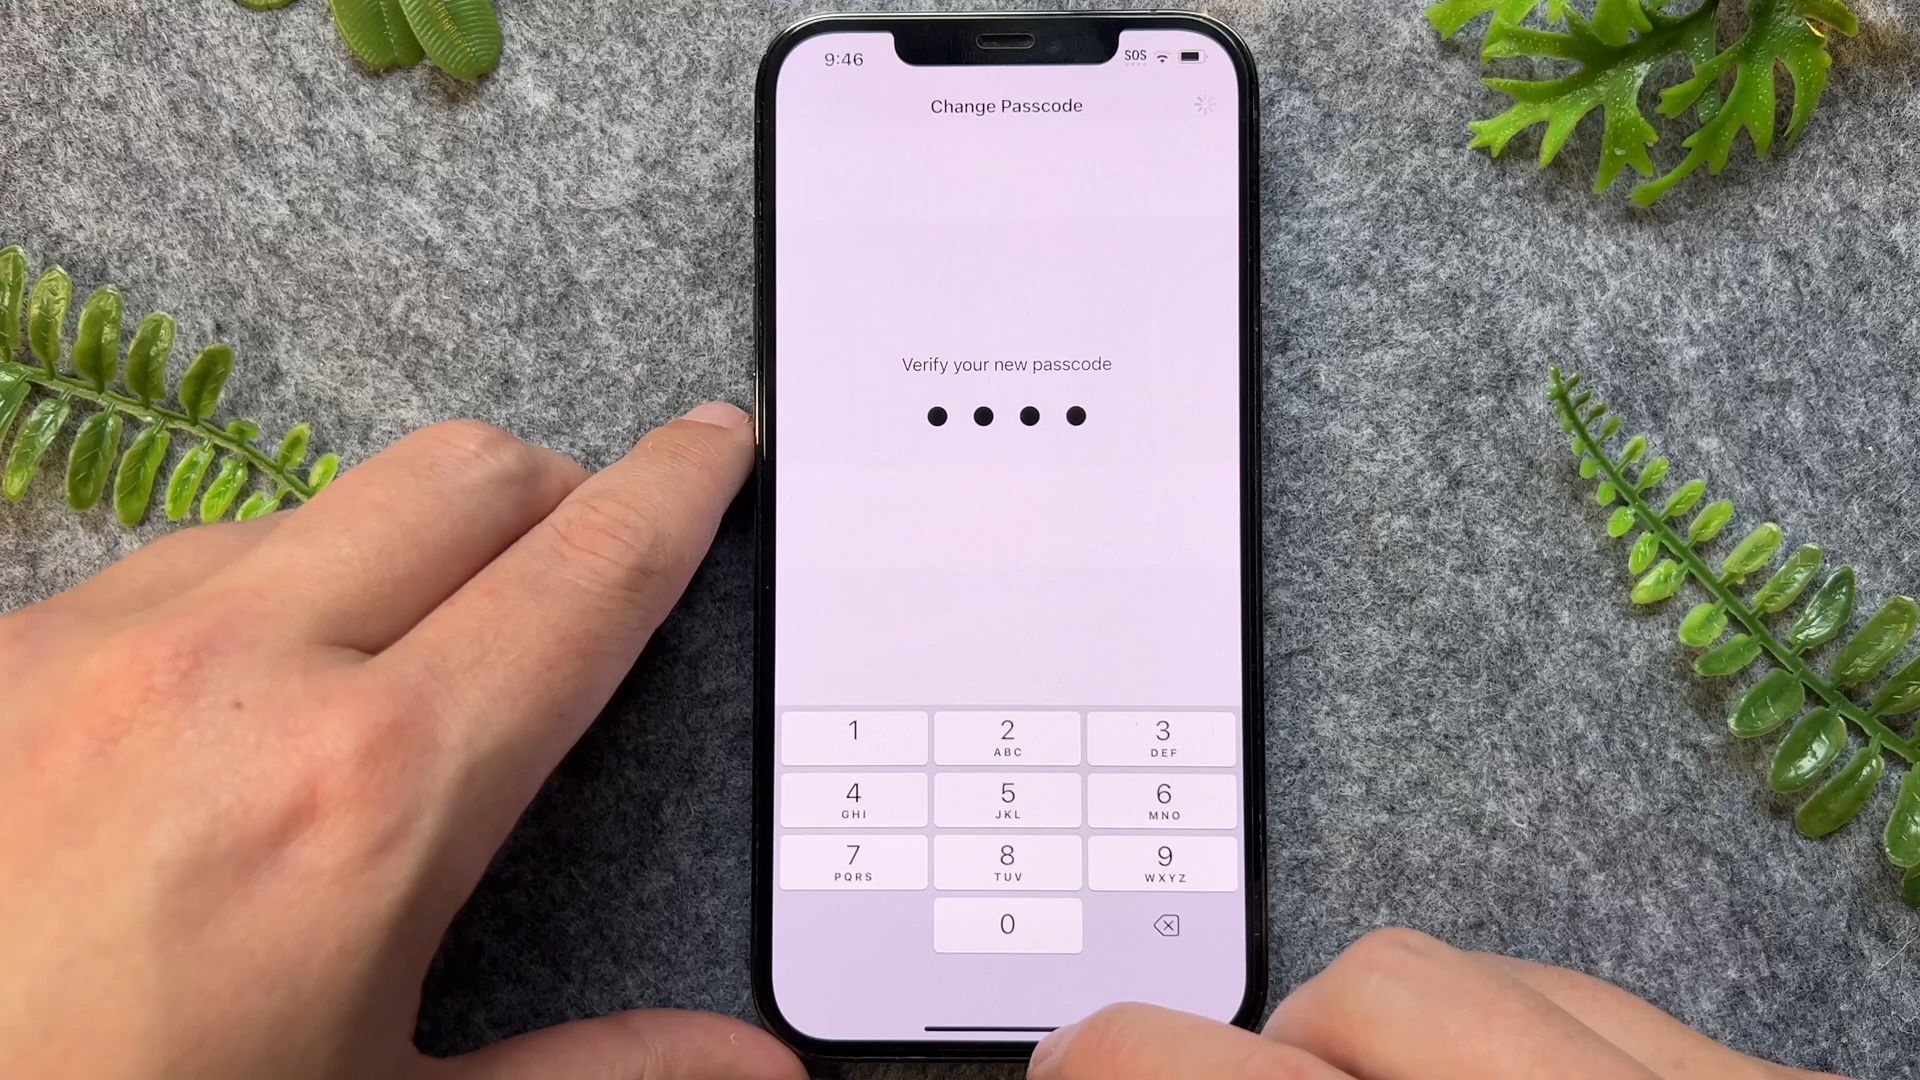 9:46 SOS
Change Passcode
Verify your new passcode
1 2 3
ABC DEF
4 5 6
GHI JKL MNO
7 8 9
PQRS TUV WXYZ
0